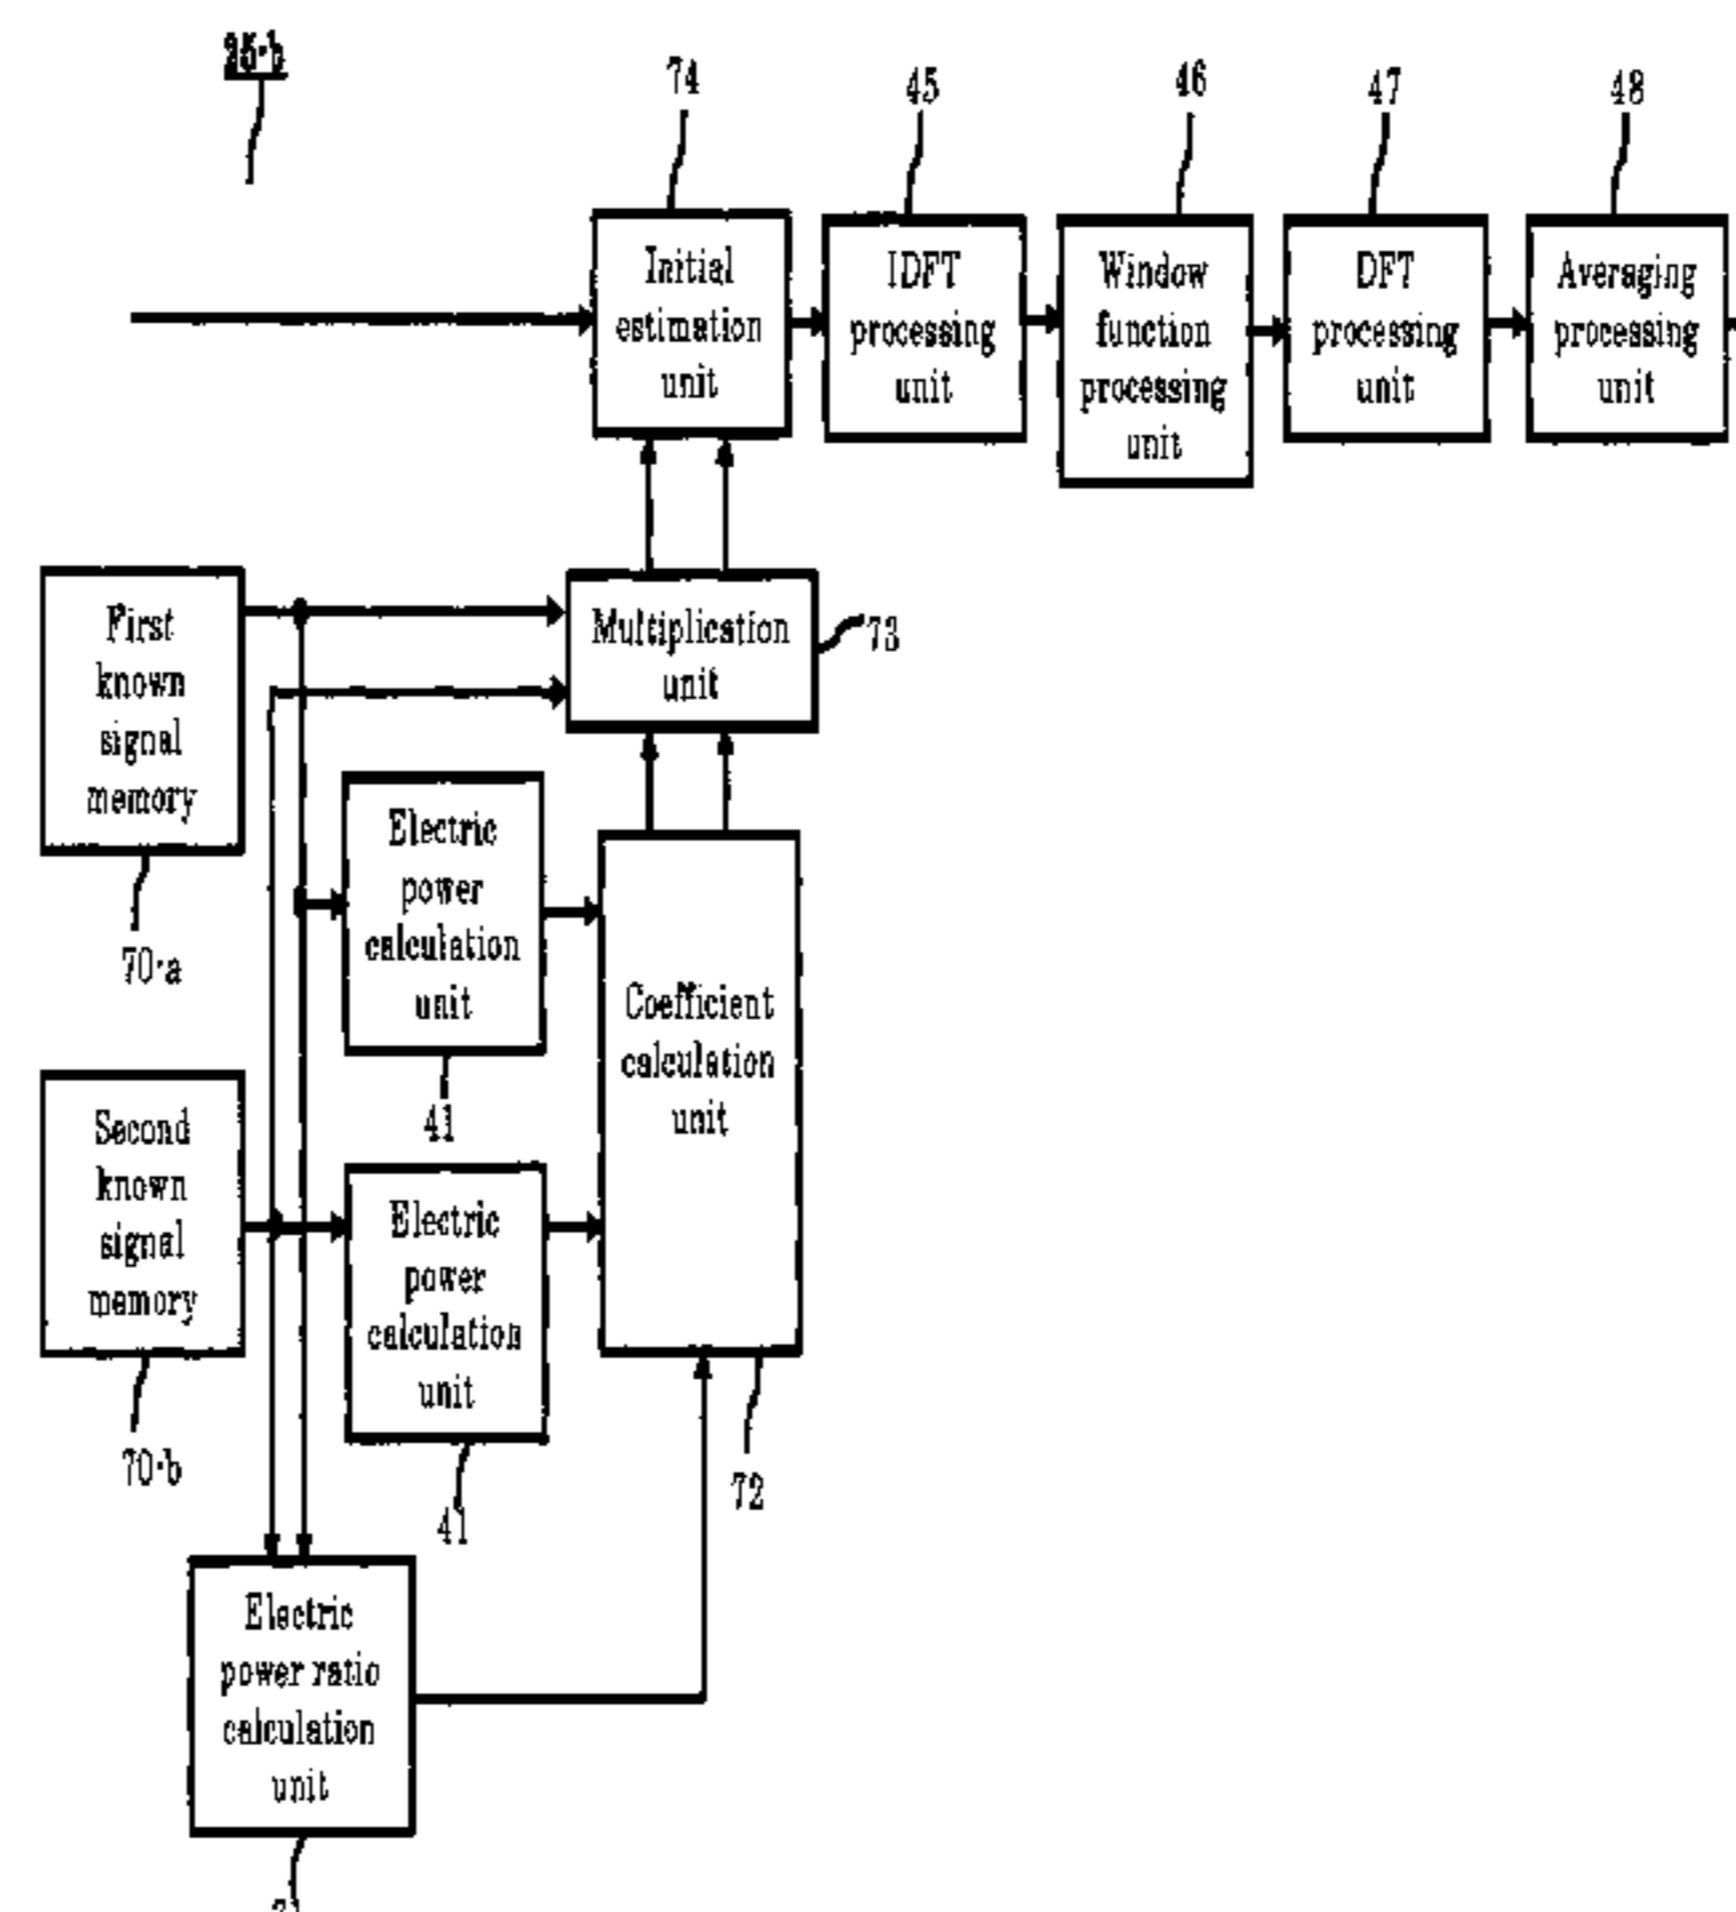 74
45
46
47
48
Initial
estimation
unit
IDFT
processing
unit
Window
function
processing
unit
DFT
processing
unit
Averaging
processing
unit
First
known
signal
memory
70-a
Multiplication
unit
73
Electric
power
calculation
unit
41
Coefficient
calculation
unit
72
Second
known
signal
memory
70-b
Electric
power
calculation
unit
41
Electric
power ratio
calculation
unit